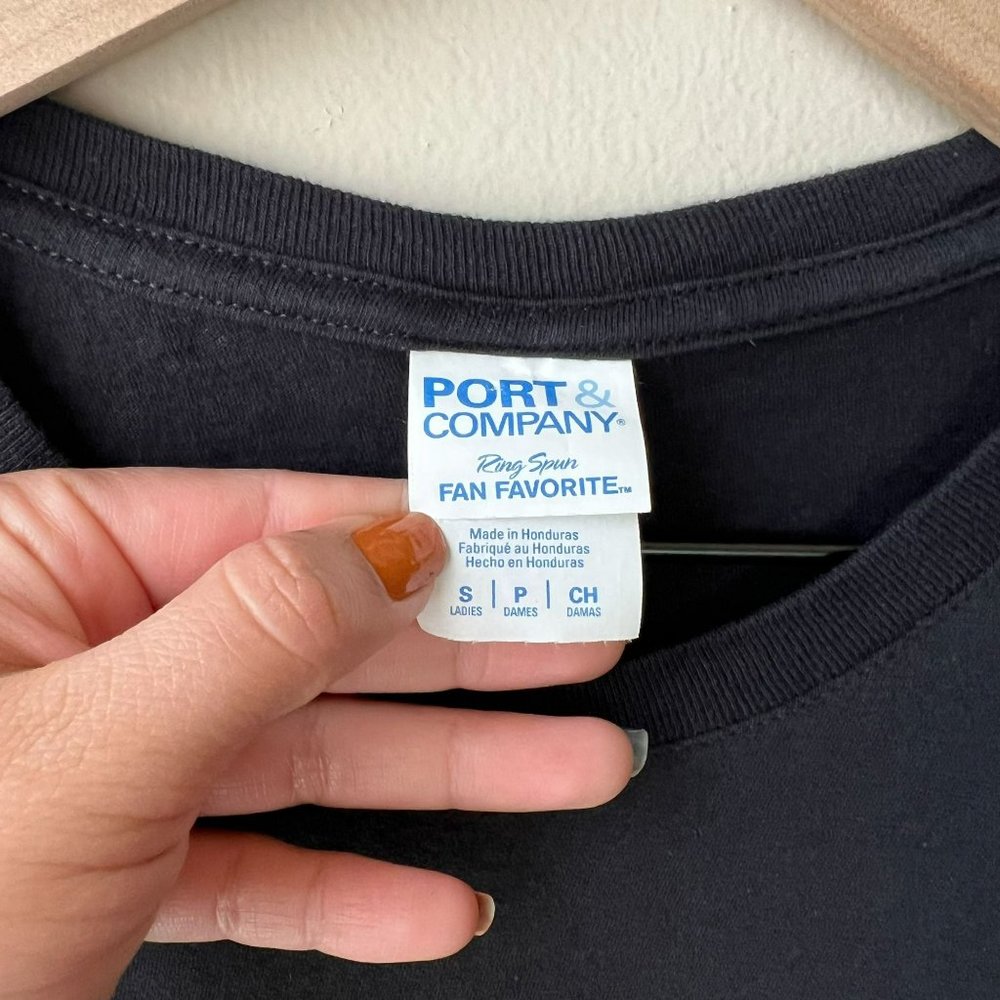 PORT &
COMPANY®
Ring Spun
FAN FAVORITE™
Made in Honduras
Fabriqué au Honduras
Hecho en Honduras
S | P | CH
LADIES DAMES DAMAS